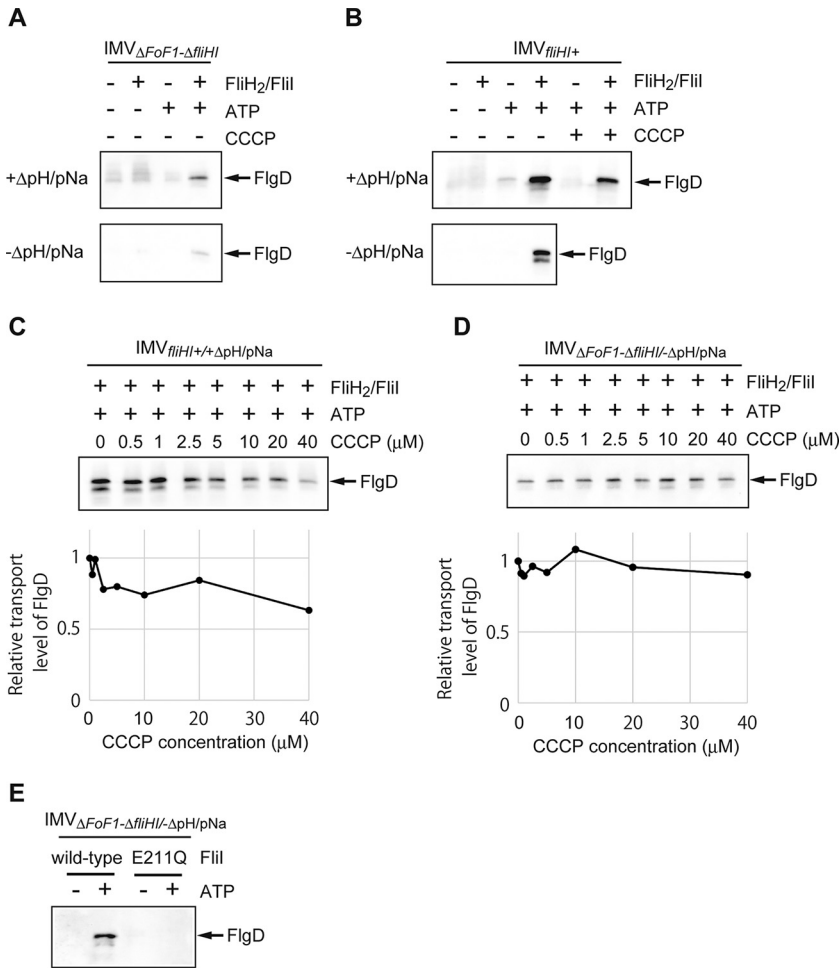 A
IMVΔFoF1-ΔfliHI
- + - + FliH2/FliI
- - + + ATP
- - - - CCCP
+ΔpH/pNa FlgD
-ΔpH/pNa FlgD
B
IMVfliHI+
- + - + - + FliH2/FliI
- - + + + + ATP
- - - - + + CCCP
+ΔpH/pNa FlgD
-ΔpH/pNa FlgD
C
IMVfliHI+/+ΔpH/pNa
+ + + + + + + + FliH2/FliI
+ + + + + + + + ATP
0 0.5 1 2.5 5 10 20 40 CCCP (μM)
FlgD
Relative transport
level of FlgD
1
0.5
0
0 10 20 30 40
CCCP concentration (μM)
D
IMVΔFoF1-ΔfliHI/-ΔpH/pNa
+ + + + + + + + FliH2/FliI
+ + + + + + + + ATP
0 0.5 1 2.5 5 10 20 40 CCCP (μM)
FlgD
Relative transport
level of FlgD
1
0.5
0
0 10 20 30 40
CCCP concentration (μM)
E
IMVΔFoF1-ΔfliHI/-ΔpH/pNa
wild-type E211Q FliI
- + - + ATP
FlgD